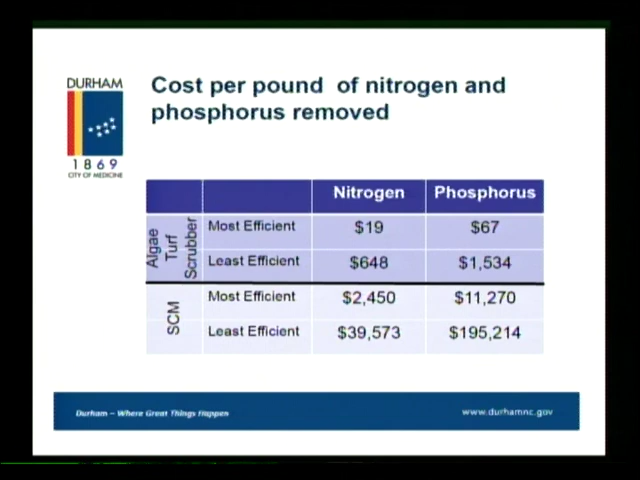 DURHAM
1869
CITY OF MEDICINE
Cost per pound of nitrogen and
phosphorus removed
Nitrogen Phosphorus
Algae Turf Scrubber
Most Efficient $19 $67
Least Efficient $648 $1,534
SCM
Most Efficient $2,450 $11,270
Least Efficient $39,573 $195,214
Durham – Where Great Things Happen
www.durhamnc.gov